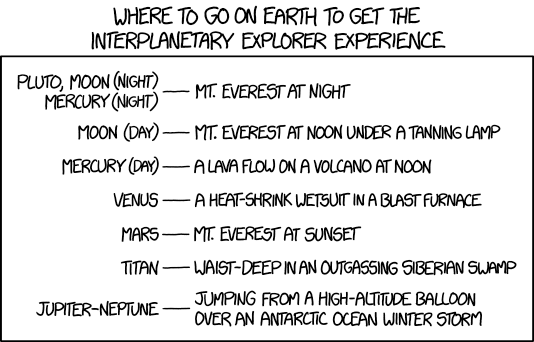 WHERE TO GO ON EARTH TO GET THE
INTERPLANETARY EXPLORER EXPERIENCE
PLUTO, MOON (NIGHT)
MERCURY (NIGHT) — MT. EVEREST AT NIGHT
MOON (DAY) — MT. EVEREST AT NOON UNDER A TANNING LAMP
MERCURY (DAY) — A LAVA FLOW ON A VOLCANO AT NOON
VENUS — A HEAT-SHRINK WETSUIT IN A BLAST FURNACE
MARS — MT. EVEREST AT SUNSET
TITAN — WAIST-DEEP IN AN OUTGASSING SIBERIAN SWAMP
JUPITER-NEPTUNE — JUMPING FROM A HIGH-ALTITUDE BALLOON
OVER AN ANTARCTIC OCEAN WINTER STORM